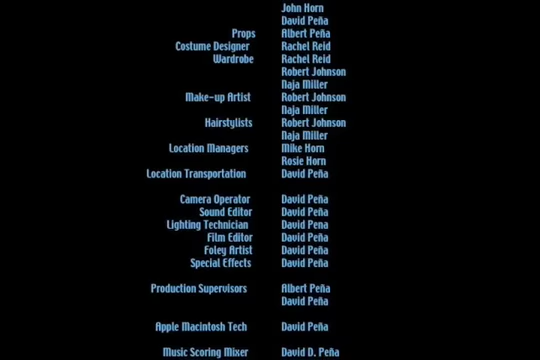 John Horn
David Peña
Props Albert Peña
Costume Designer Rachel Reid
Wardrobe Rachel Reid
Robert Johnson
Naja Miller
Make-up Artist Robert Johnson
Naja Miller
Hairstylists Robert Johnson
Naja Miller
Location Managers Mike Horn
Rosie Horn
Location Transportation David Peña
Camera Operator David Peña
Sound Editor David Peña
Lighting Technician David Pena
Film Editor David Peña
Foley Artist David Peña
Special Effects David Peña
Production Supervisors Albert Peña
David Peña
Apple Macintosh Tech David Peña
Music Scoring Mixer David D. Peña